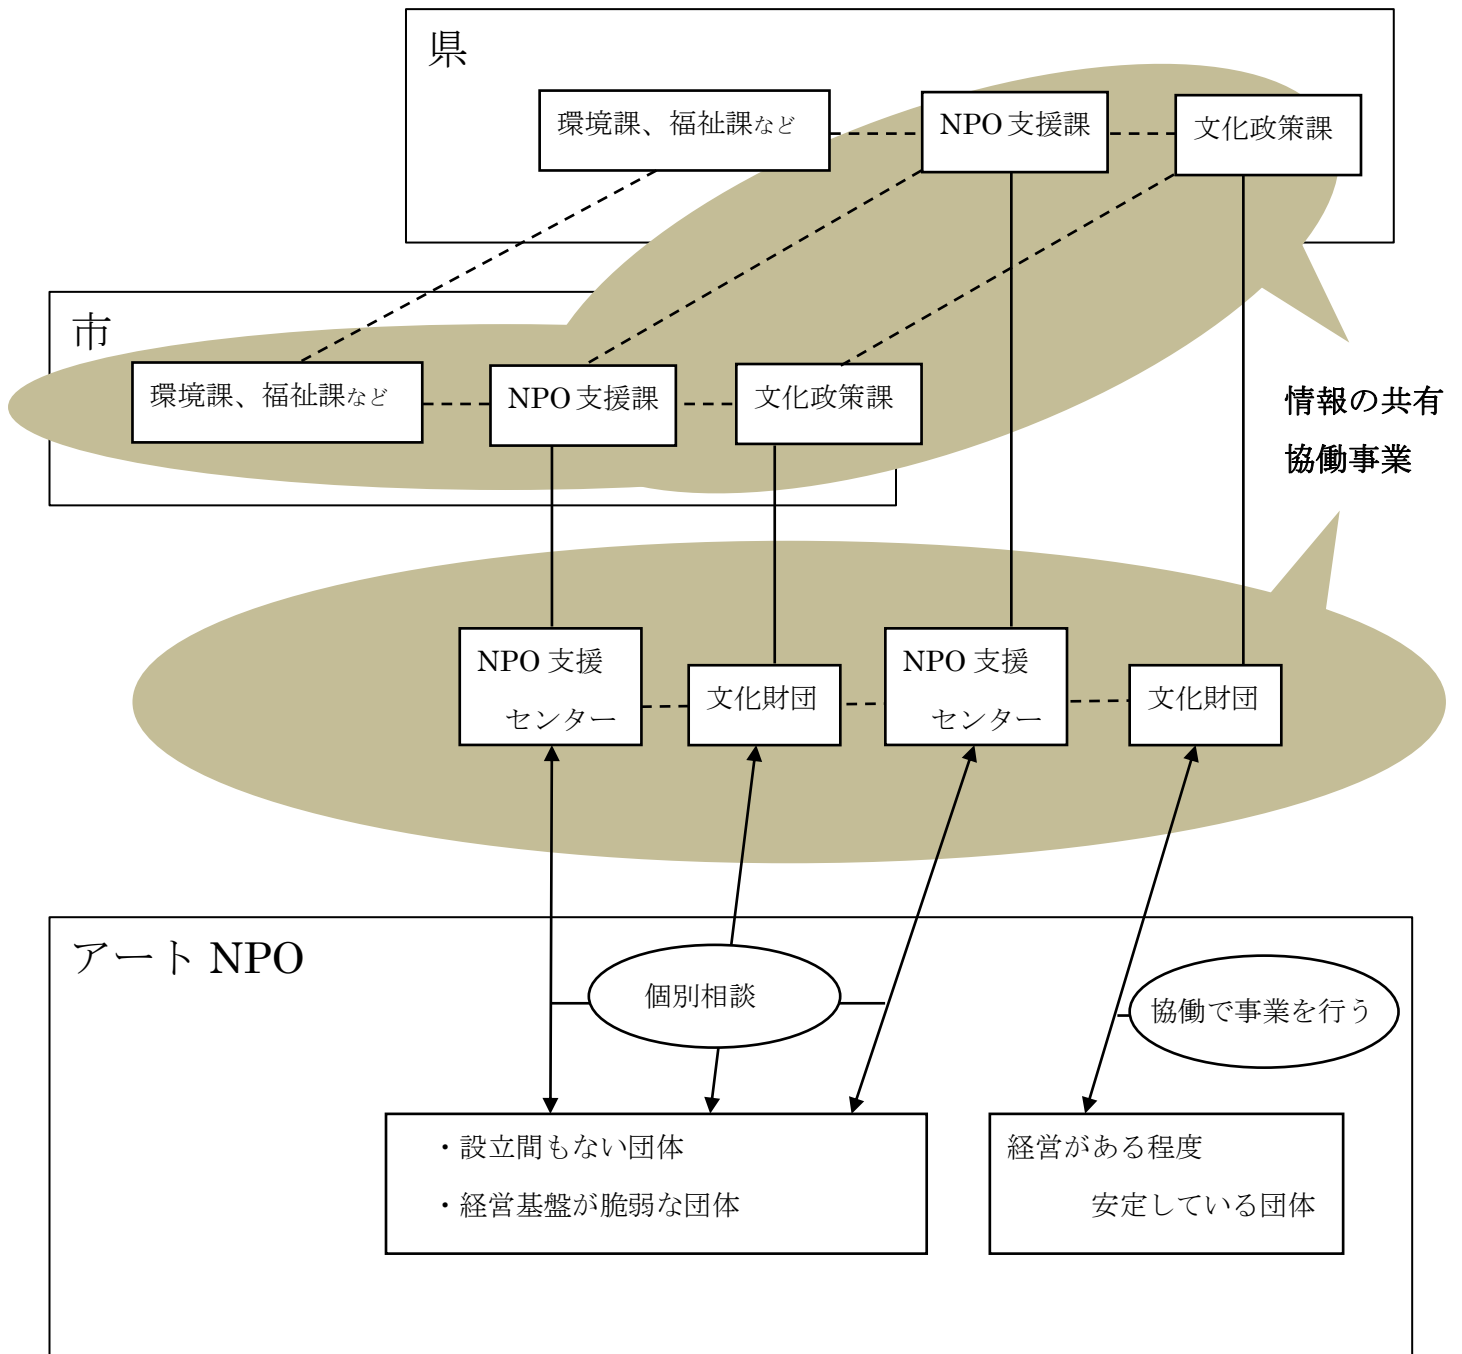 県
環境課、福祉課など
NPO 支援課
文化政策課
市
環境課、福祉課など
NPO 支援課
文化政策課
情報の共有
協働事業
NPO 支援
センター
文化財団
NPO 支援
センター
文化財団
アート NPO
個別相談
協働で事業を行う
・設立間もない団体
・経営基盤が脆弱な団体
経営がある程度
安定している団体